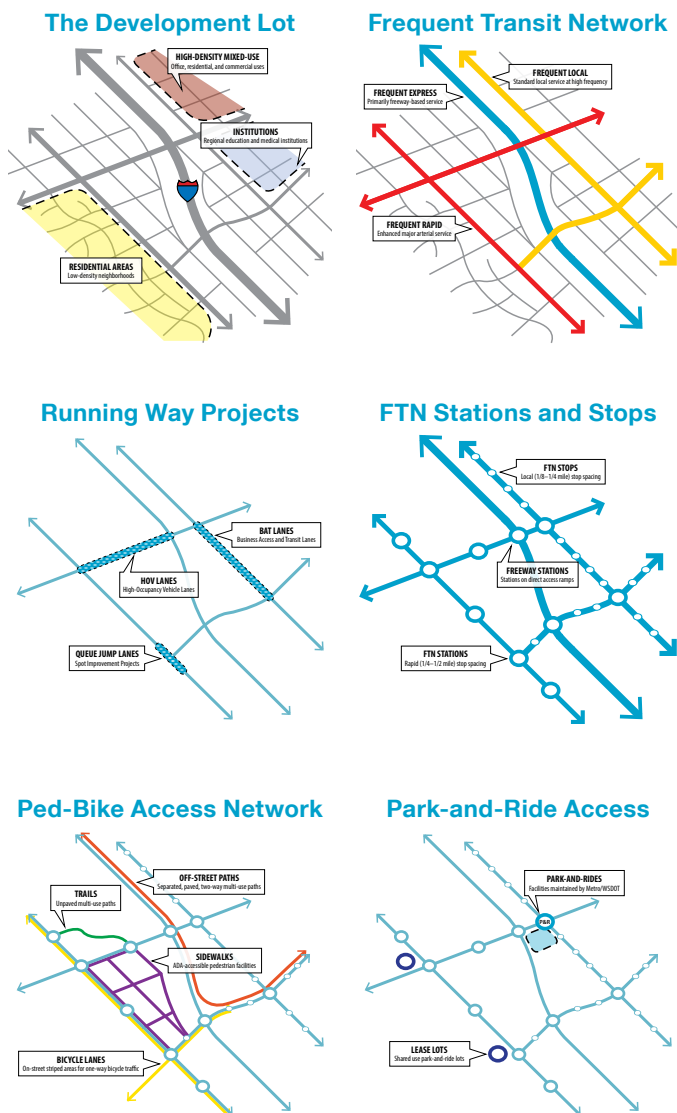 The Development Lot
HIGH-DENSITY MIXED-USE
Office, residential, and commercial uses
INSTITUTIONS
Regional education and medical institutions
RESIDENTIAL AREAS
Low-density neighborhoods
Frequent Transit Network
FREQUENT LOCAL
Standard local service at high frequency
FREQUENT EXPRESS
Primarily freeway-based service
FREQUENT RAPID
Enhanced major arterial service
Running Way Projects
BAT LANES
Business Access and Transit Lanes
HOV LANES
High-Occupancy Vehicle Lanes
QUEUE JUMP LANES
Spot Improvement Projects
FTN Stations and Stops
FTN STOPS
Local (1/8–1/4 mile) stop spacing
FREEWAY STATIONS
Stations on direct access ramps
FTN STATIONS
Rapid (1/4–1/2 mile) stop spacing
Ped-Bike Access Network
OFF-STREET PATHS
Separated, paved, two-way multi-use paths
TRAILS
Unpaved multi-use paths
SIDEWALKS
ADA-accessible pedestrian facilities
BICYCLE LANES
On-street striped areas for one-way bicycle traffic
Park-and-Ride Access
PARK-AND-RIDES
Facilities maintained by Metro/WSDOT
P&R
LEASE LOTS
Shared use park-and-ride lots